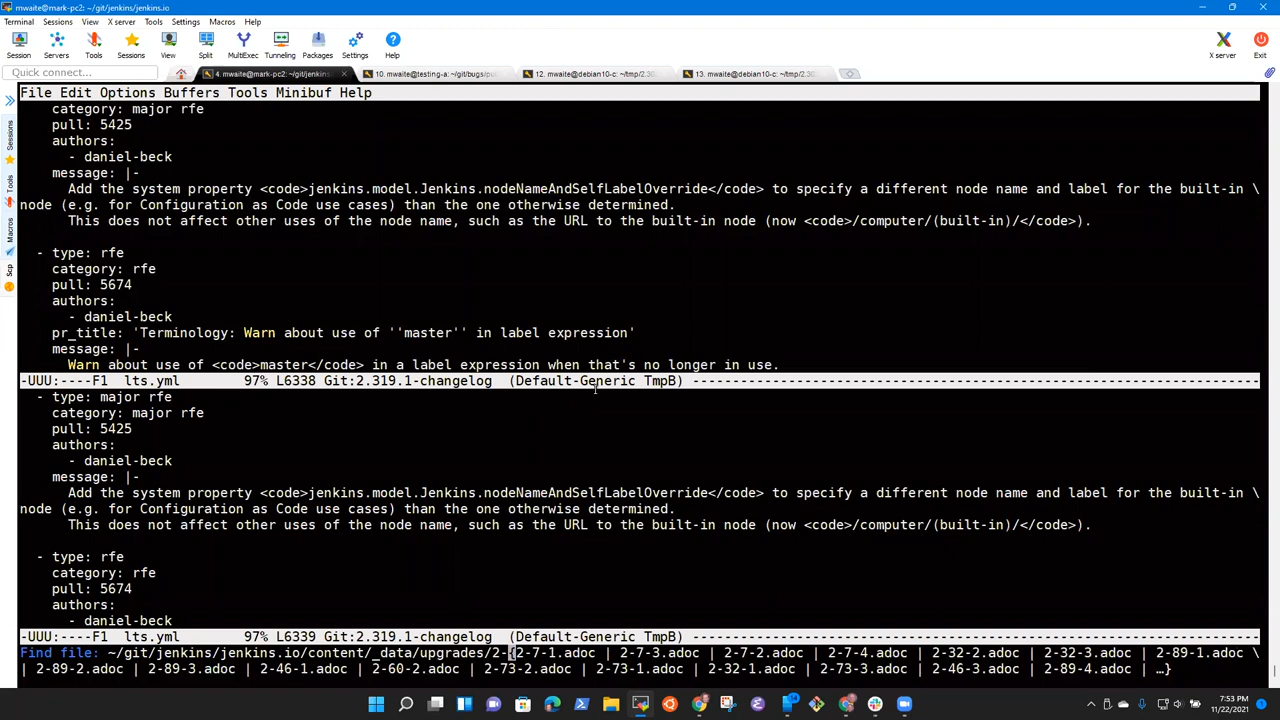 mwaite@mark-pc2: ~/git/jenkins/jenkins.io
Terminal Sessions View X server Tools Settings Macros Help
Session Servers Tools Sessions View Split MultiExec Tunneling Packages Settings Help X server Exit
Quick connect... 4. mwaite@mark-pc2: ~/git/jenkins 10. mwaite@testing-a: ~/git/bugs/ 12. mwaite@debian10-c: ~/tmp/2.30 13. mwaite@debian10-c: ~/tmp/2.36
File Edit Options Buffers Tools Minibuf Help
category: major rfe
pull: 5425
authors:
- daniel-beck
message: |-
Add the system property <code>jenkins.model.Jenkins.nodeNameAndSelfLabelOverride</code> to specify a different node name and label for the built-in \
node (e.g. for Configuration as Code use cases) than the one otherwise determined.
This does not affect other uses of the node name, such as the URL to the built-in node (now <code>/computer/(built-in)/</code>).
- type: rfe
category: rfe
pull: 5674
authors:
- daniel-beck
pr_title: 'Terminology: Warn about use of ''master'' in label expression'
message: |-
Warn about use of <code>master</code> in a label expression when that's no longer in use.
-UUU:----F1 lts.yml 97% L6338 Git:2.319.1-changelog (Default-Generic TmpB) ------------------------------------------------------------------------
- type: major rfe
category: major rfe
pull: 5425
authors:
- daniel-beck
message: |-
Add the system property <code>jenkins.model.Jenkins.nodeNameAndSelfLabelOverride</code> to specify a different node name and label for the built-in \
node (e.g. for Configuration as Code use cases) than the one otherwise determined.
This does not affect other uses of the node name, such as the URL to the built-in node (now <code>/computer/(built-in)/</code>).
- type: rfe
category: rfe
pull: 5674
authors:
- daniel-beck
-UUU:----F1 lts.yml 97% L6339 Git:2.319.1-changelog (Default-Generic TmpB) ------------------------------------------------------------------------
Find file: ~/git/jenkins/jenkins.io/content/_data/upgrades/2-{2-7-1.adoc | 2-7-3.adoc | 2-7-2.adoc | 2-7-4.adoc | 2-32-2.adoc | 2-32-3.adoc | 2-89-1.adoc \
| 2-89-2.adoc | 2-89-3.adoc | 2-46-1.adoc | 2-60-2.adoc | 2-73-2.adoc | 2-73-1.adoc | 2-32-1.adoc | 2-73-3.adoc | 2-46-3.adoc | 2-89-4.adoc | …}
Sessions
Tools
Macros
Scp
7:53 PM
11/22/2021